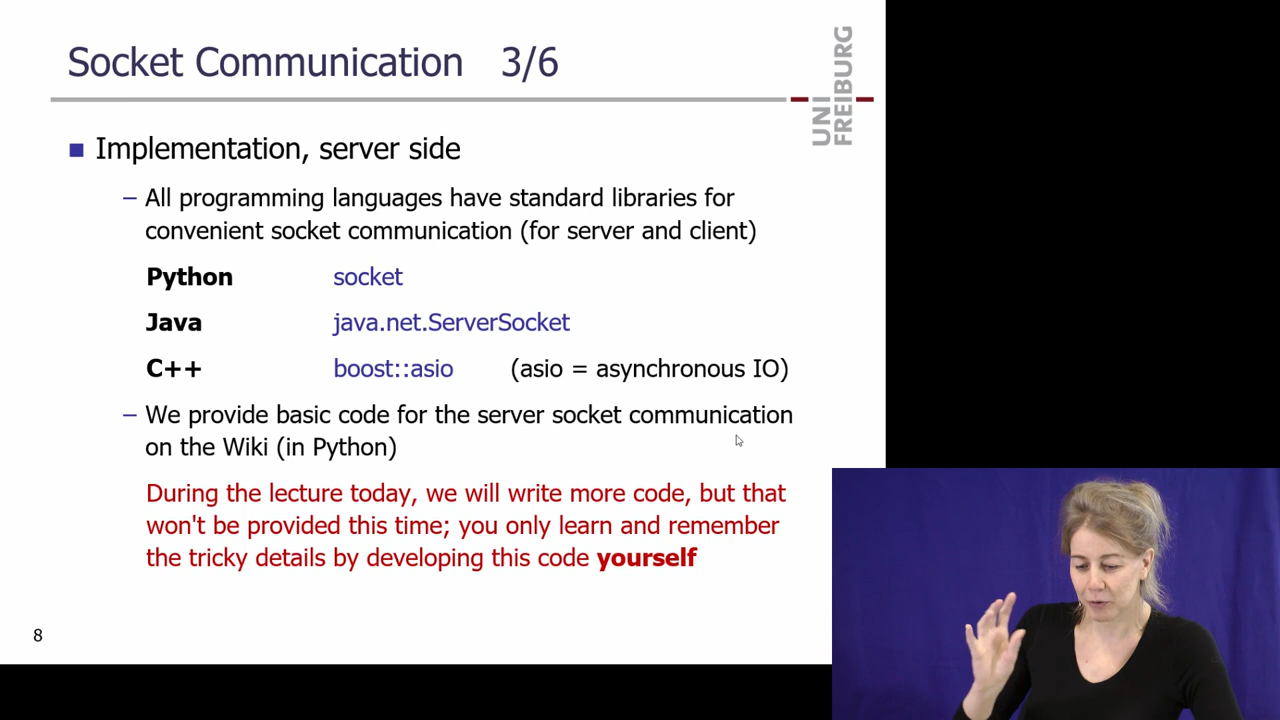 Socket Communication 3/6
UNI
FREIBURG
■ Implementation, server side
– All programming languages have standard libraries for
convenient socket communication (for server and client)
Python socket
Java java.net.ServerSocket
C++ boost::asio (asio = asynchronous IO)
– We provide basic code for the server socket communication
on the Wiki (in Python)
During the lecture today, we will write more code, but that
won't be provided this time; you only learn and remember
the tricky details by developing this code yourself
8